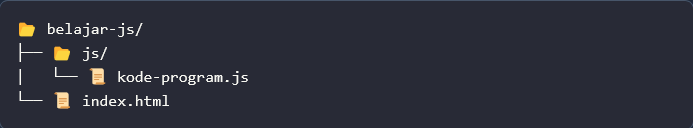 📂 belajar-js/
├── 📂 js/
│   └── 📜 kode-program.js
└── 📜 index.html